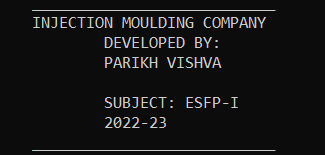 INJECTION MOULDING COMPANY
DEVELOPED BY:
PARIKH VISHVA
SUBJECT: ESFP-I
2022-23